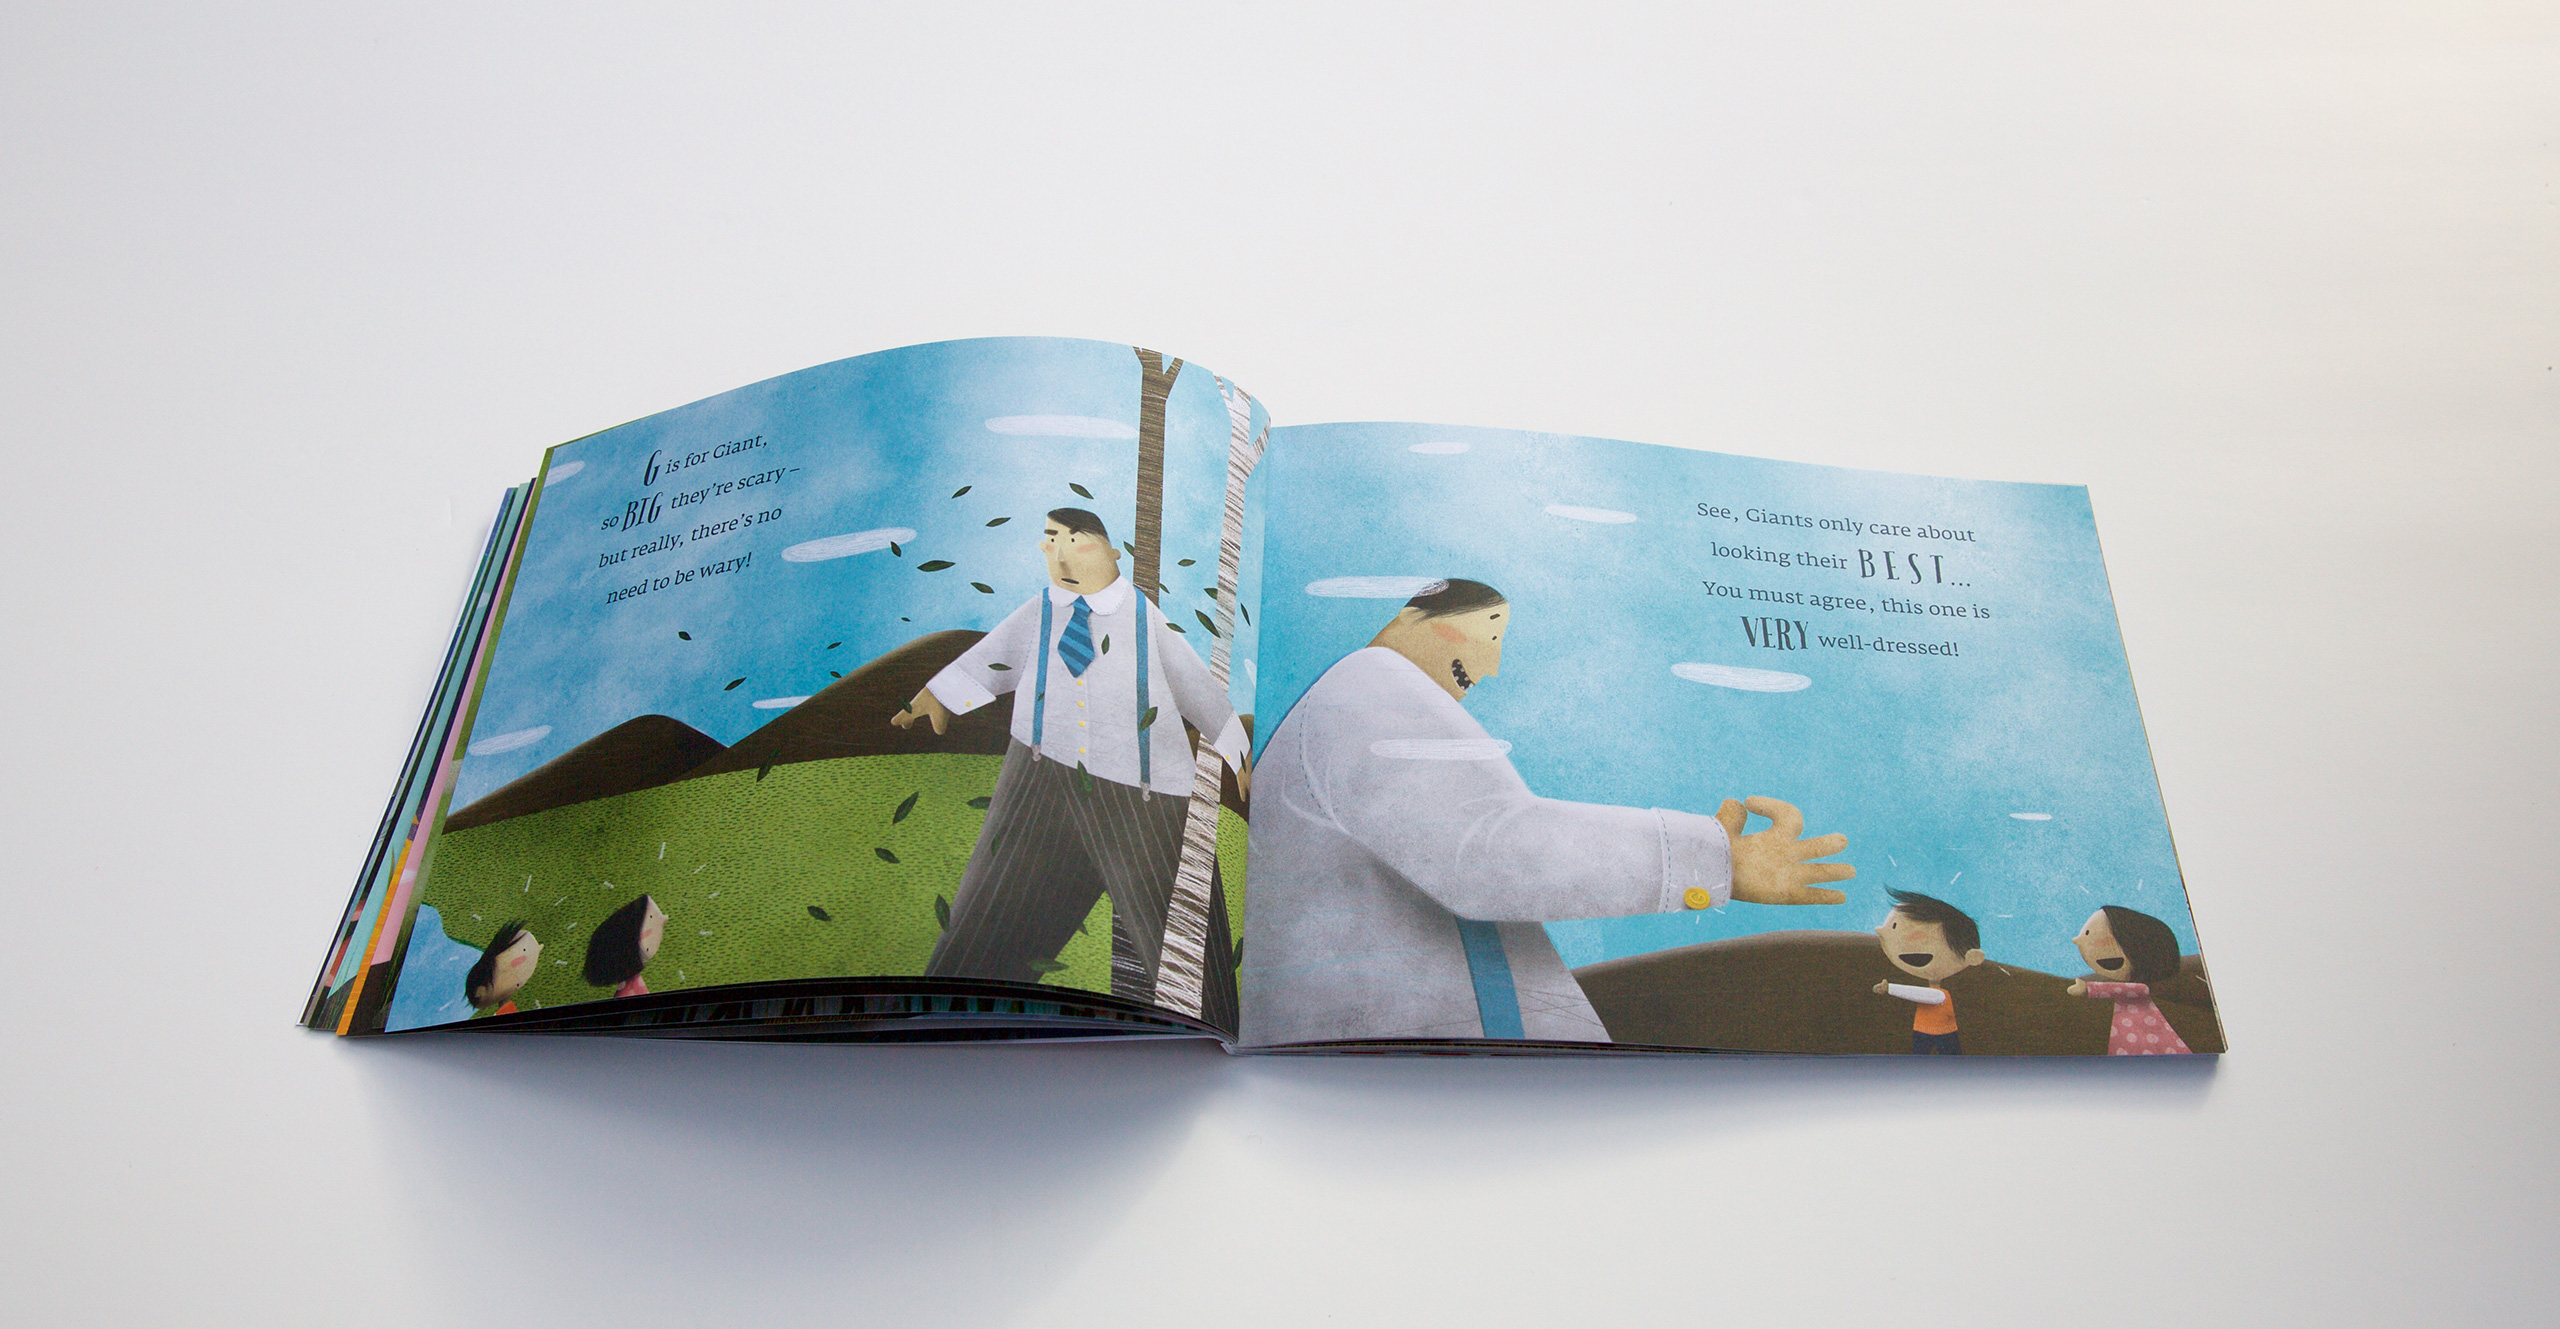 G is for Giant,
so BIG they're scary –
but really, there's no
need to be wary!
See, Giants only care about
looking their BEST...
You must agree, this one is
VERY well-dressed!